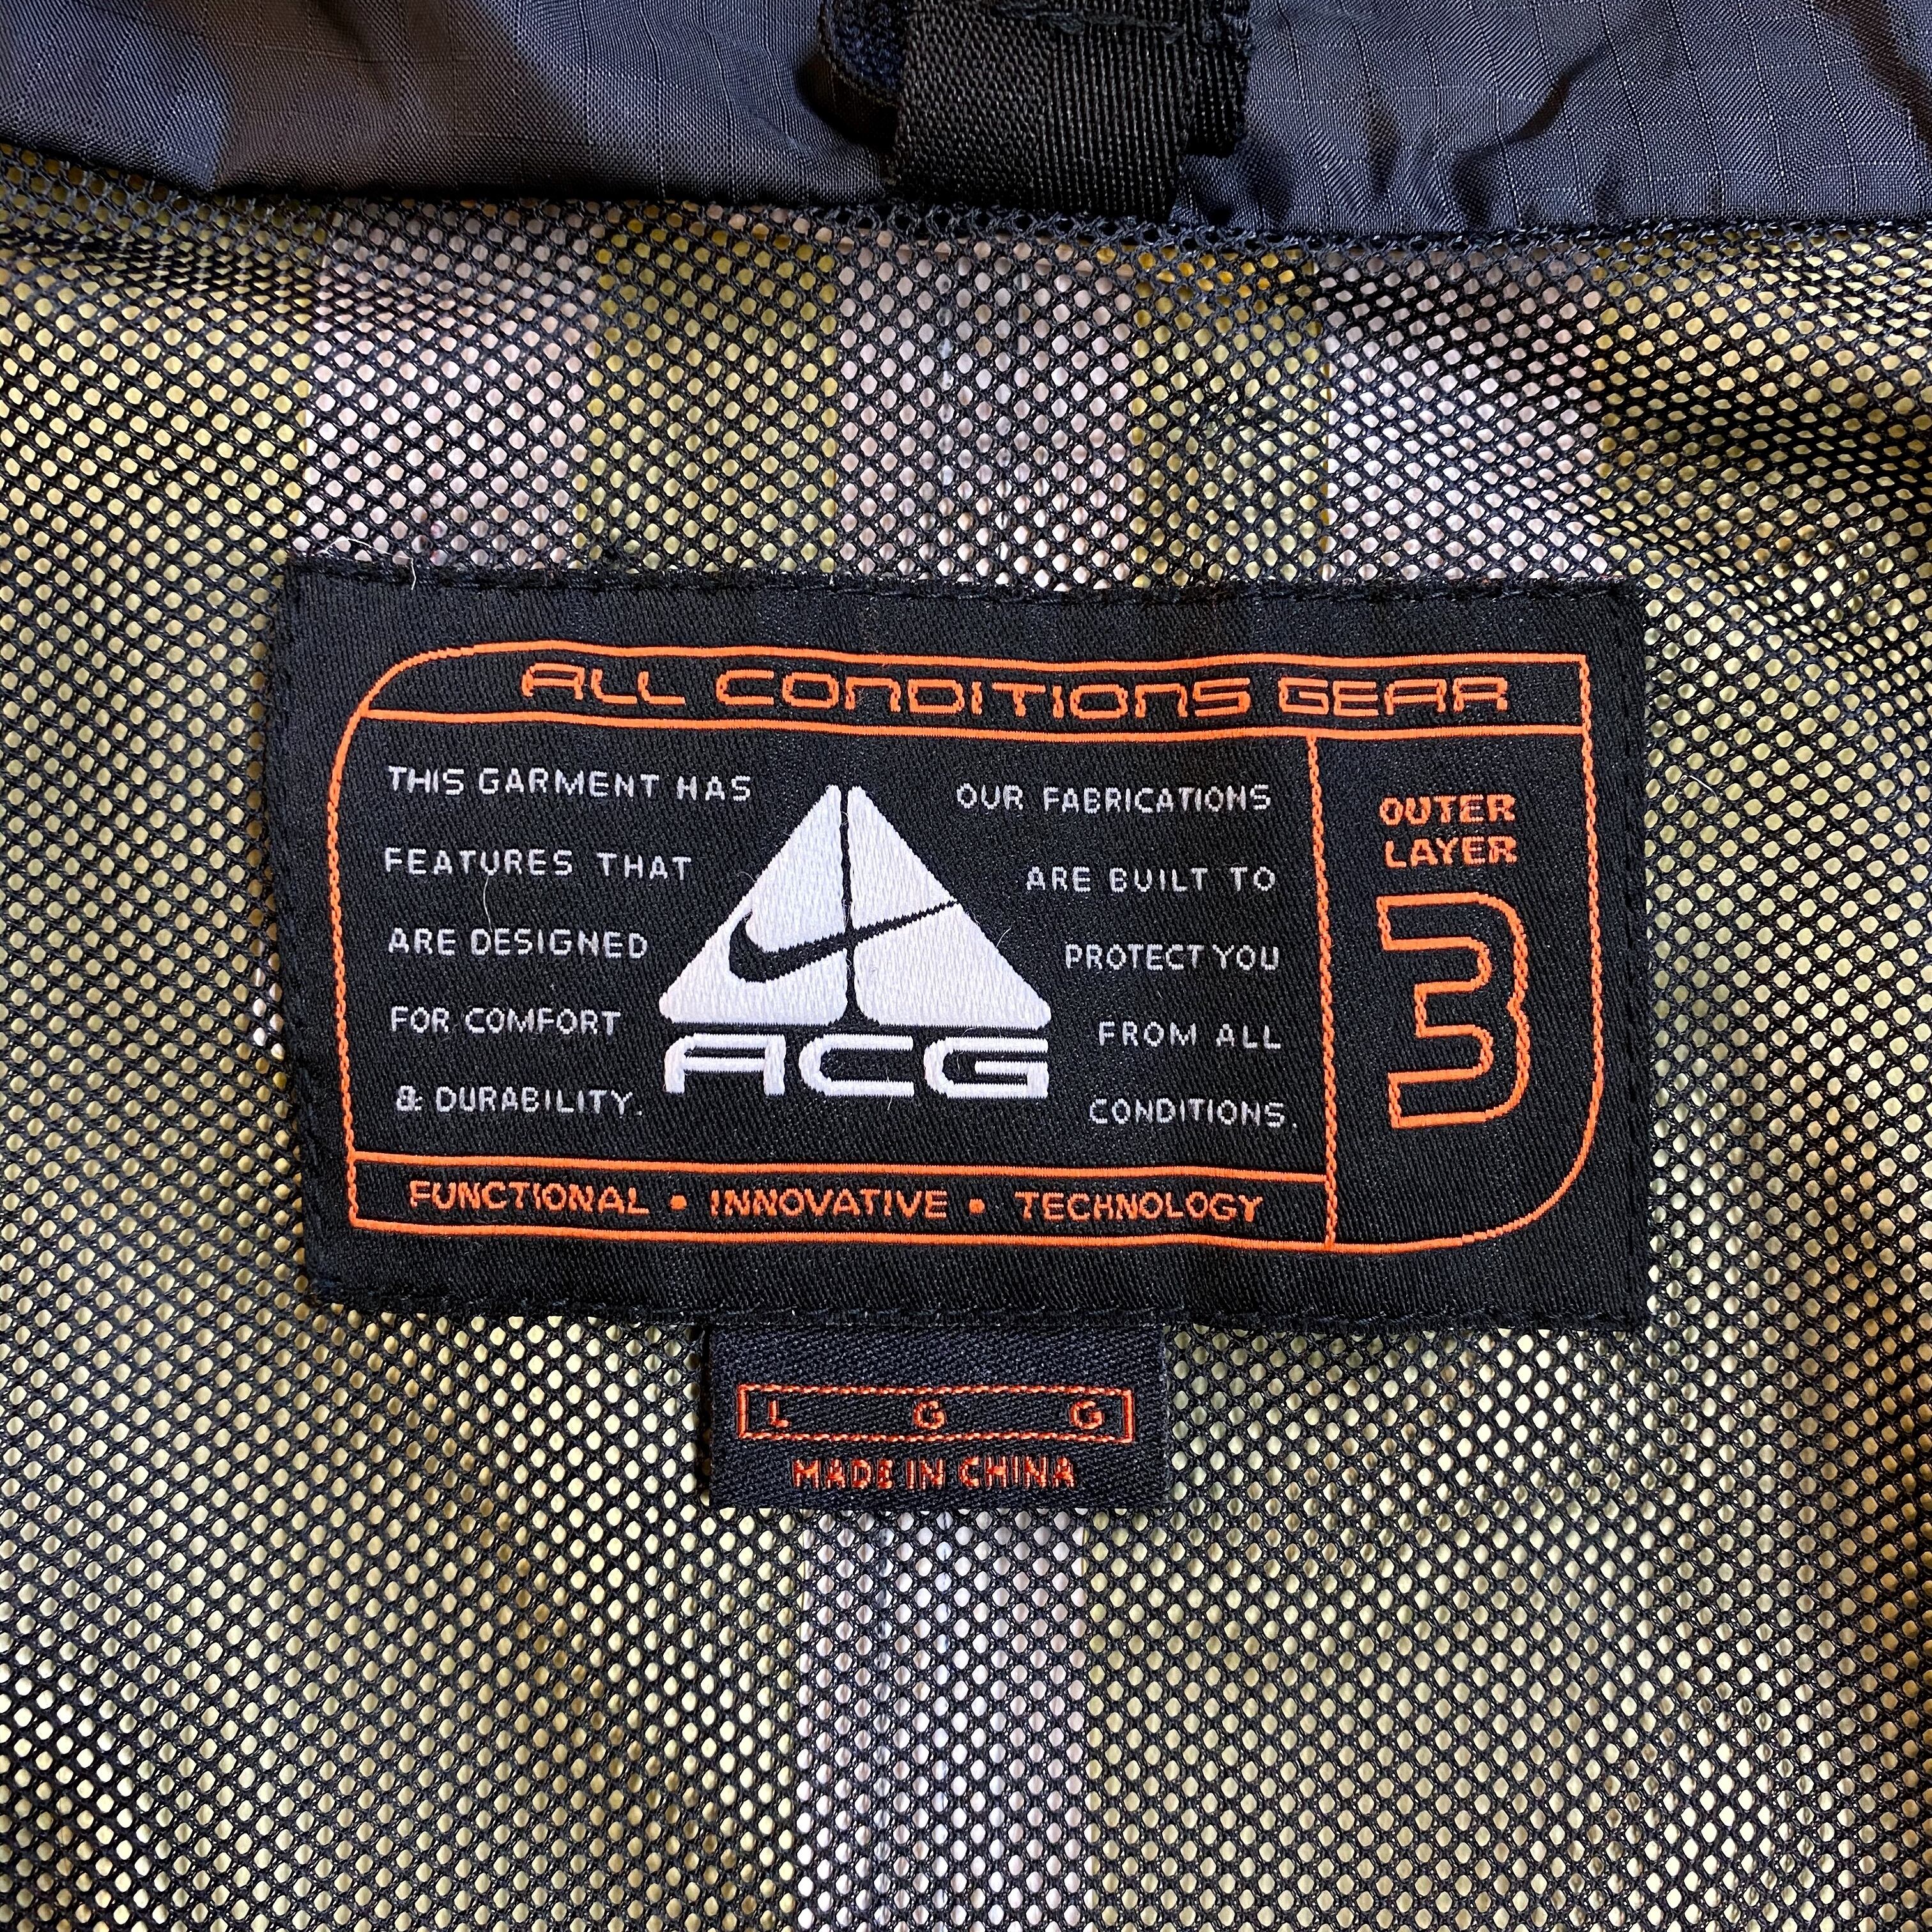 ALL CONDITIONS GEAR
THIS GARMENT HAS
FEATURES THAT
ARE DESIGNED
FOR COMFORT
& DURABILITY.
ACG
OUR FABRICATIONS
ARE BUILT TO
PROTECT YOU
FROM ALL
CONDITIONS.
OUTER
LAYER
3
FUNCTIONAL • INNOVATIVE • TECHNOLOGY
L G G
MADE IN CHINA